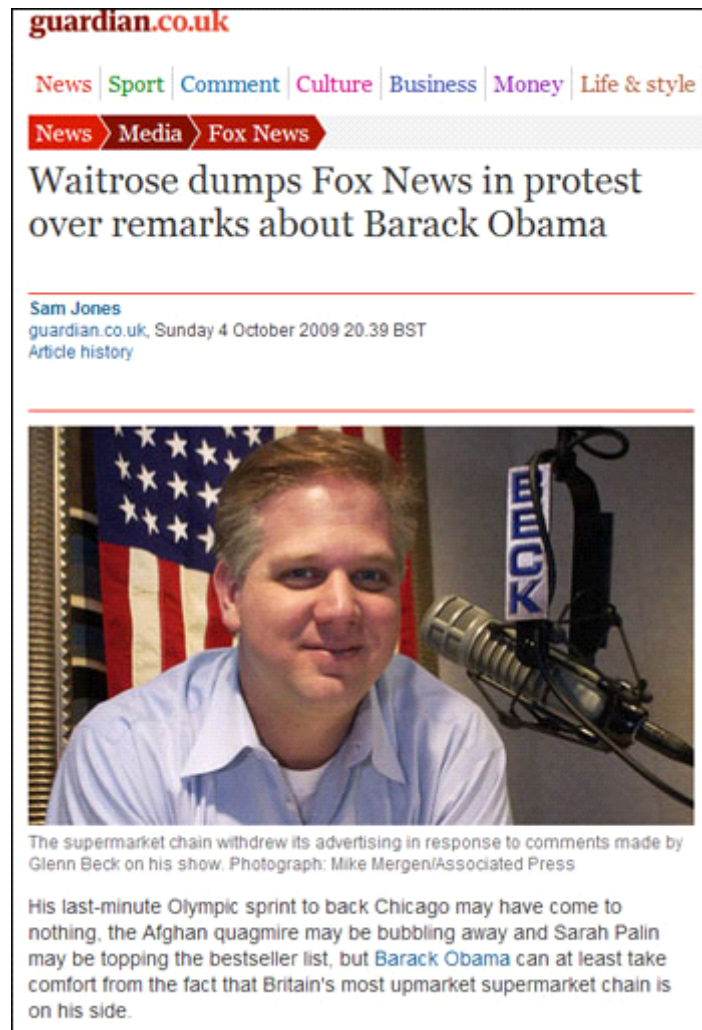 guardian.co.uk
News Sport Comment Culture Business Money Life & style
News Media Fox News
Waitrose dumps Fox News in protest
over remarks about Barack Obama
Sam Jones
guardian.co.uk, Sunday 4 October 2009 20.39 BST
Article history
BECK
The supermarket chain withdrew its advertising in response to comments made by
Glenn Beck on his show. Photograph: Mike Mergen/Associated Press
His last-minute Olympic sprint to back Chicago may have come to
nothing, the Afghan quagmire may be bubbling away and Sarah Palin
may be topping the bestseller list, but Barack Obama can at least take
comfort from the fact that Britain's most upmarket supermarket chain is
on his side.